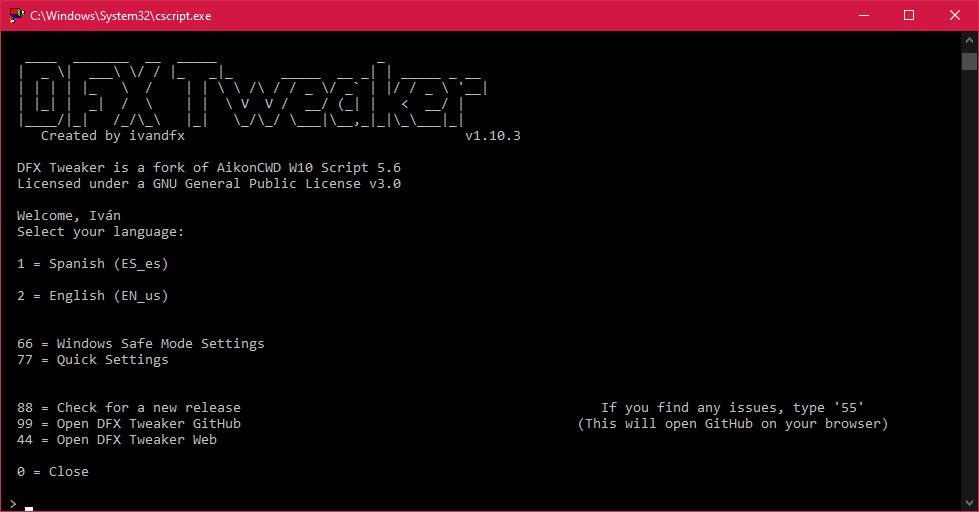 C:\Windows\System32\cscript.exe
DFX Tweaker
Created by ivandfx v1.10.3
DFX Tweaker is a fork of AikonCWD W10 Script 5.6
Licensed under a GNU General Public License v3.0
Welcome, Iván
Select your language:
1 = Spanish (ES_es)
2 = English (EN_us)
66 = Windows Safe Mode Settings
77 = Quick Settings
88 = Check for a new release If you find any issues, type '55'
99 = Open DFX Tweaker GitHub (This will open GitHub on your browser)
44 = Open DFX Tweaker Web
0 = Close
> _